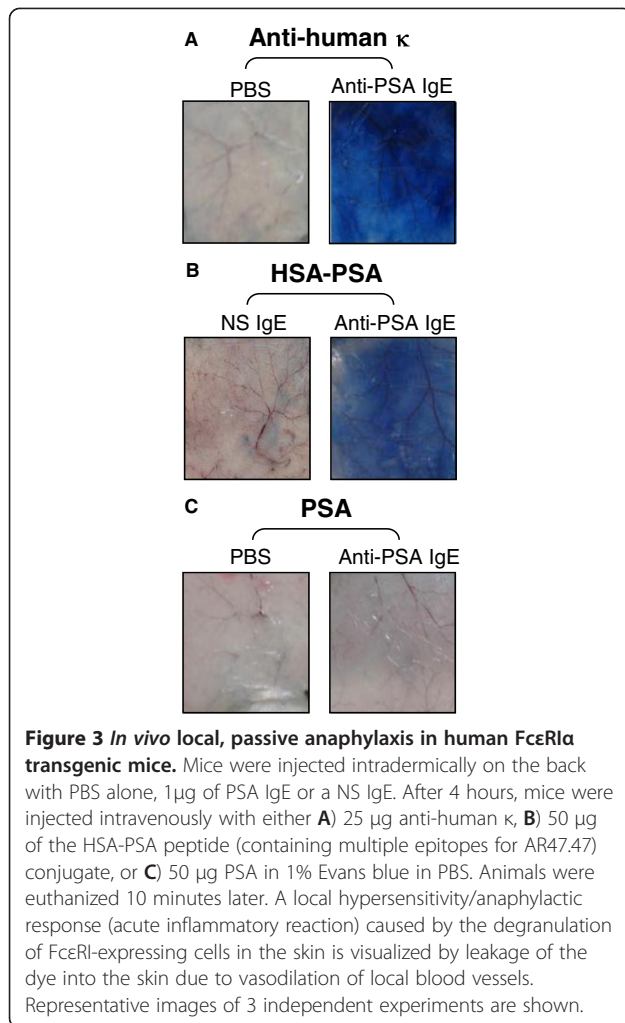 A Anti-human κ
PBS Anti-PSA IgE
B HSA-PSA
NS IgE Anti-PSA IgE
C PSA
PBS Anti-PSA IgE
Figure 3 In vivo local, passive anaphylaxis in human FcεRIα
transgenic mice. Mice were injected intradermically on the back
with PBS alone, 1μg of PSA IgE or a NS IgE. After 4 hours, mice were
injected intravenously with either A) 25 μg anti-human κ, B) 50 μg
of the HSA-PSA peptide (containing multiple epitopes for AR47.47)
conjugate, or C) 50 μg PSA in 1% Evans blue in PBS. Animals were
euthanized 10 minutes later. A local hypersensitivity/anaphylactic
response (acute inflammatory reaction) caused by the degranulation
of FcεRI-expressing cells in the skin is visualized by leakage of the
dye into the skin due to vasodilation of local blood vessels.
Representative images of 3 independent experiments are shown.